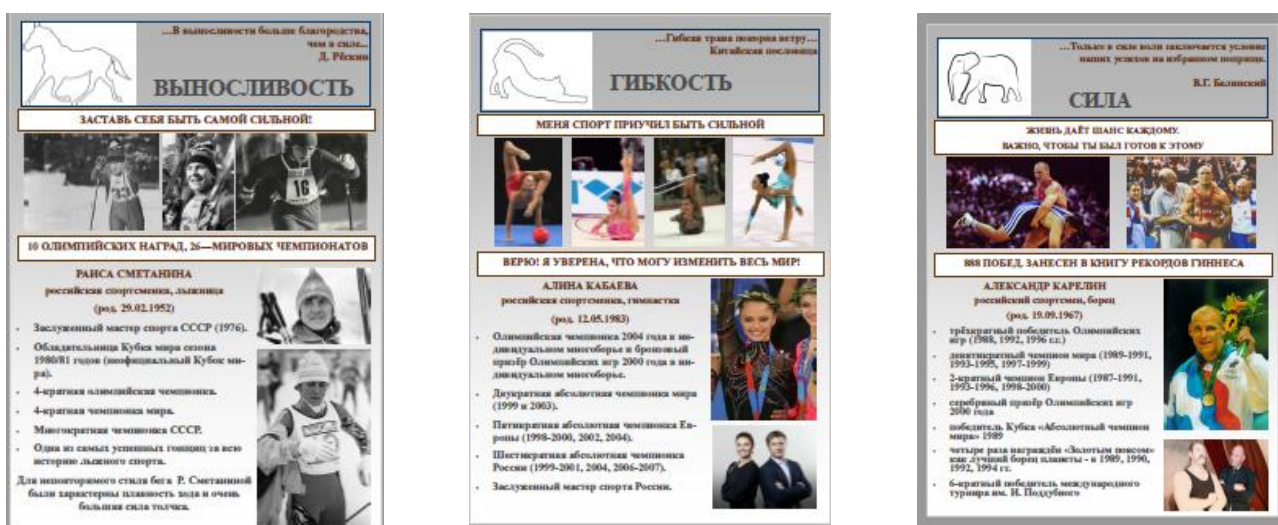 …В выносливости больше благородства,
чем в силе...
Д. Рёскин
ВЫНОСЛИВОСТЬ
ЗАСТАВЬ СЕБЯ БЫТЬ САМОЙ СИЛЬНОЙ!
16
10 ОЛИМПИЙСКИХ НАГРАД, 26—МИРОВЫХ ЧЕМПИОНАТОВ
РАИСА СМЕТАНИНА
российская спортсменка, лыжница
(род. 29.02.1952)
Заслуженный мастер спорта СССР (1976).
Обладательница Кубка мира сезона
1980/81 годов (неофициальный Кубок ми-
ра).
4-кратная олимпийская чемпионка.
4-кратная чемпионка мира.
Многократная чемпионка СССР.
Одна из самых успешных гонщиц за всю
историю лыжного спорта.
Для неповторимого стиля бега Р. Сметаниной
были характерны плавность хода и очень
большая сила толчка.
…Гибкая трава покорна ветру…
Китайская пословица
ГИБКОСТЬ
МЕНЯ СПОРТ ПРИУЧИЛ БЫТЬ СИЛЬНОЙ
ВЕРЮ! Я УВЕРЕНА, ЧТО МОГУ ИЗМЕНИТЬ ВЕСЬ МИР!
АЛИНА КАБАЕВА
российская спортсменка, гимнастка
(род. 12.05.1983)
Олимпийская чемпионка 2004 года в ин-
дивидуальном многоборье и бронзовый
призёр Олимпийских игр 2000 года в ин-
дивидуальном многоборье.
Двукратная абсолютная чемпионка мира
(1999 и 2003).
Пятикратная абсолютная чемпионка Ев-
ропы (1998-2000, 2002, 2004).
Шестикратная абсолютная чемпионка
России (1999-2001, 2004, 2006-2007).
Заслуженный мастер спорта России.
…Только в силе воли заключается условие
наших успехов на избранном поприще.
В.Г. Белинский
СИЛА
ЖИЗНЬ ДАЁТ ШАНС КАЖДОМУ.
ВАЖНО, ЧТОБЫ ТЫ БЫЛ ГОТОВ К ЭТОМУ
888 ПОБЕД, ЗАНЕСЕН В КНИГУ РЕКОРДОВ ГИННЕСА
АЛЕКСАНДР КАРЕЛИН
российский спортсмен, борец
(род. 19.09.1967)
трёхкратный победитель Олимпийских
игр (1988, 1992, 1996 г.г.)
девятикратный чемпион мира (1989-1991,
1993-1995, 1997-1999)
2-кратный чемпион Европы (1987-1991,
1993-1996, 1998-2000)
серебряный призёр Олимпийских игр
2000 года
победитель Кубка «Абсолютный чемпион
мира» 1989
четыре раза награждён «Золотым поясом»
как лучший борец планеты - в 1989, 1990,
1992, 1994 гг.
6-кратный победитель международного
турнира им. И. Поддубного